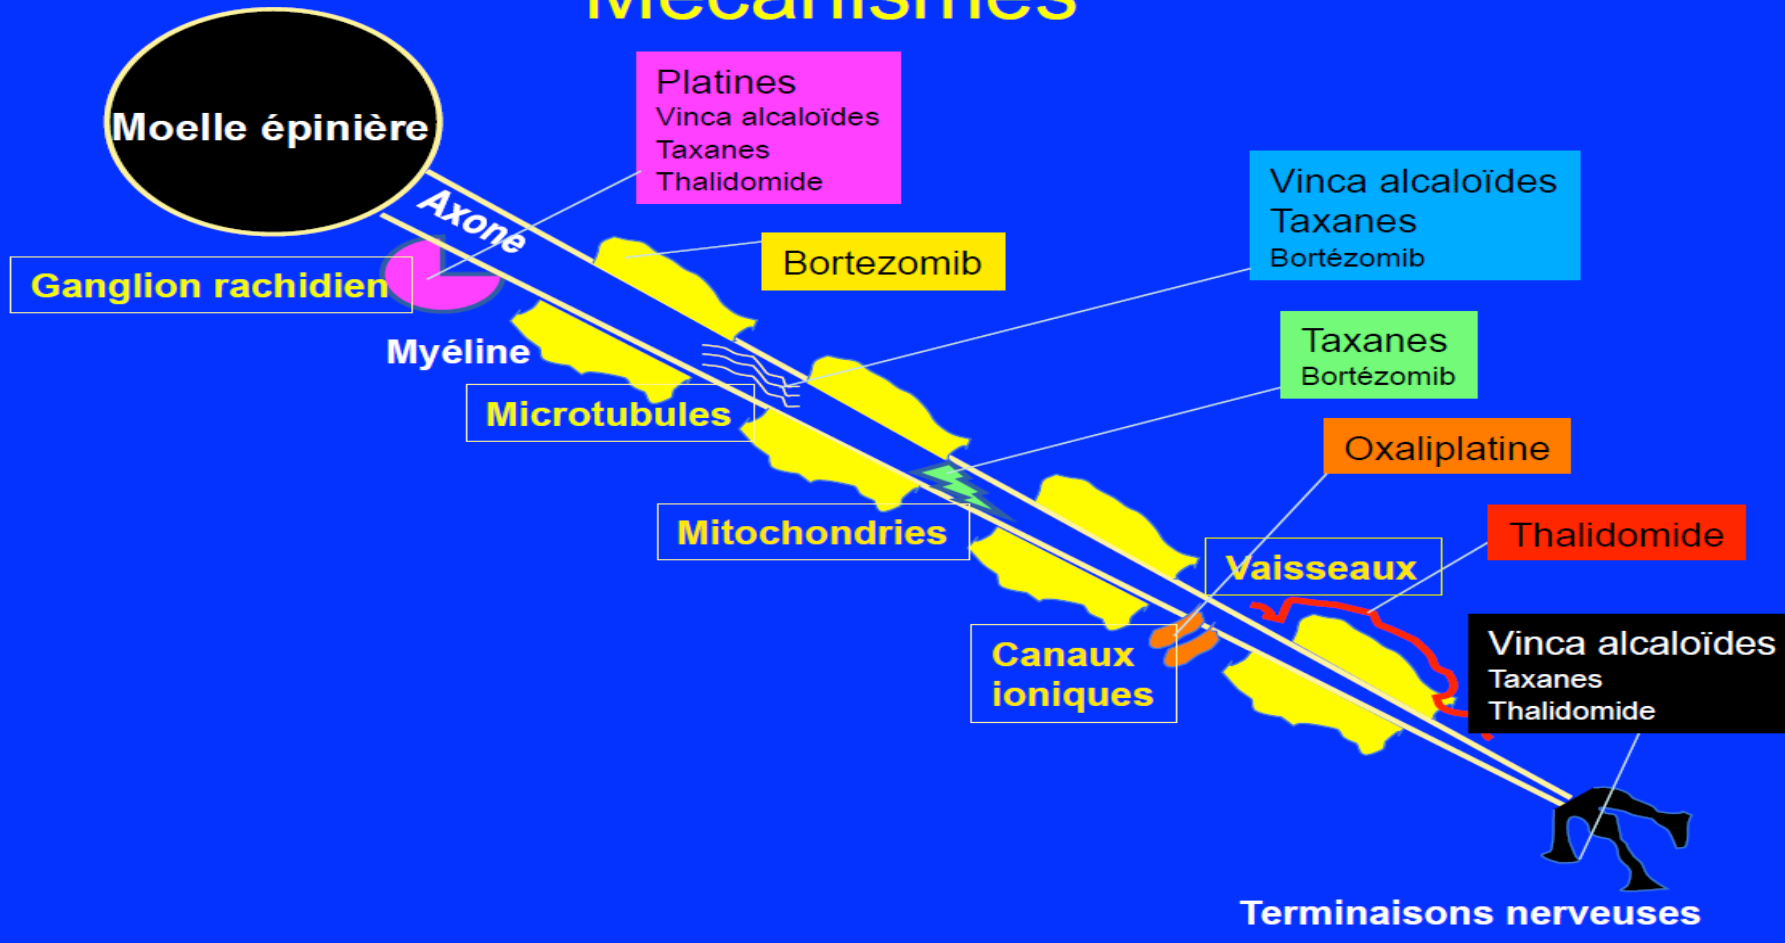 Mécanismes
Moelle épinière
Platines
Vinca alcaloïdes
Taxanes
Thalidomide
Axone
Vinca alcaloïdes
Taxanes
Bortézomib
Bortezomib
Ganglion rachidien
Myéline
Taxanes
Bortézomib
Microtubules
Oxaliplatine
Mitochondries
Thalidomide
Vaisseaux
Canaux
ioniques
Vinca alcaloïdes
Taxanes
Thalidomide
Terminaisons nerveuses